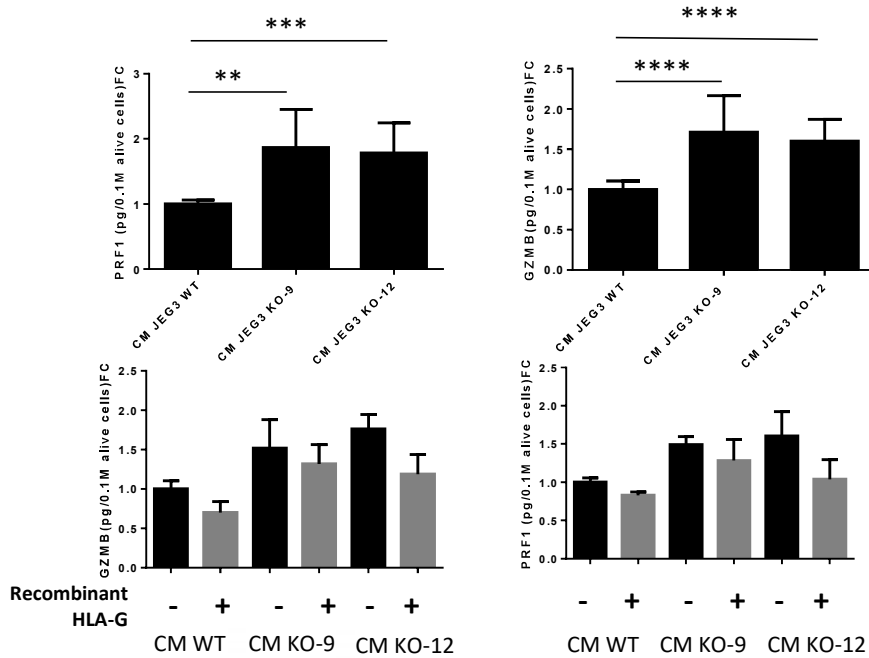 ***
**
PRF1 (pg/0.1M alive cells)FC
3
2
1
0
CM JEG3 WT
CM JEG3 KO-9
CM JEG3 KO-12
****
****
GZMB(pg/0.1M alive cells)FC
2.5
2.0
1.5
1.0
0.5
0.0
CM JEG3 WT
CM JEG3 KO-9
CM JEG3 KO-12
GZMB(pg/0.1M alive cells)FC
2.5
2.0
1.5
1.0
0.5
0.0
PRF1 (pg/0.1M alive cells)FC
2.5
2.0
1.5
1.0
0.5
0.0
Recombinant
HLA-G
- + - + - +
CM WT CM KO-9 CM KO-12
- + - + - +
CM WT CM KO-9 CM KO-12